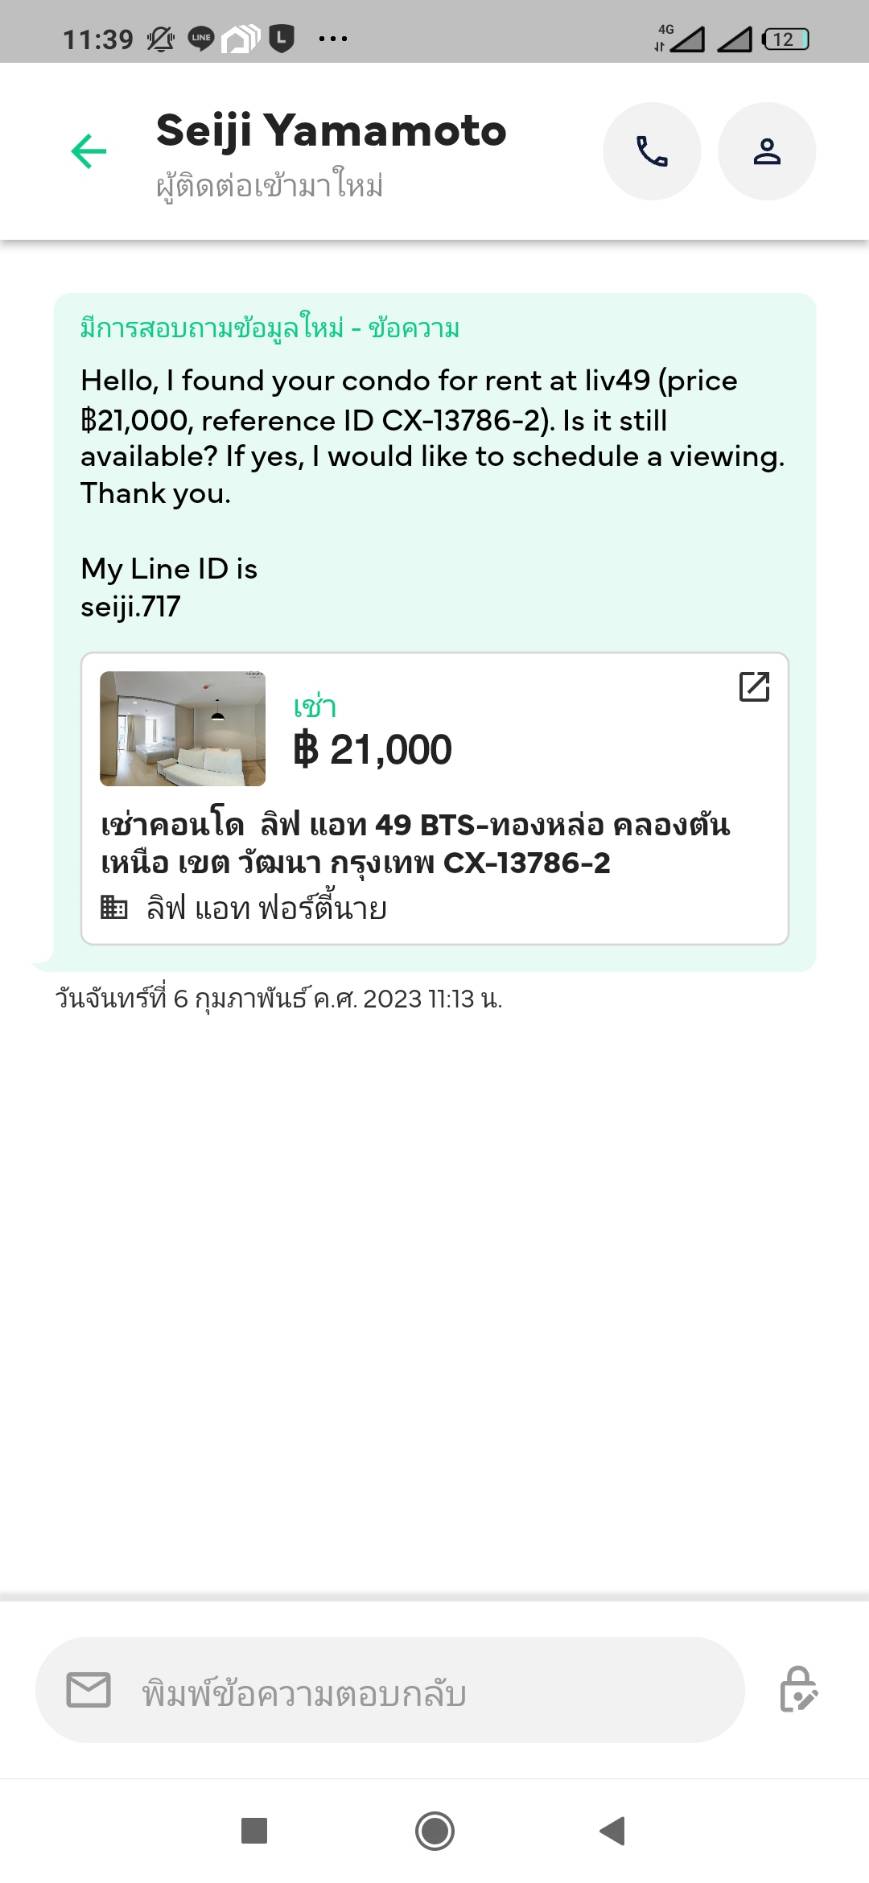 11:39
LINE
L
4G
12
Seiji Yamamoto
ผู้ติดต่อเข้ามาใหม่
มีการสอบถามข้อมูลใหม่ - ข้อความ
Hello, I found your condo for rent at liv49 (price
฿21,000, reference ID CX-13786-2). Is it still
available? If yes, I would like to schedule a viewing.
Thank you.
My Line ID is
seiji.717
เช่า
฿ 21,000
เช่าคอนโด  ลิฟ แอท 49 BTS-ทองหล่อ คลองตัน
เหนือ เขต วัฒนา กรุงเทพ CX-13786-2
ลิฟ แอท ฟอร์ตี้นาย
วันจันทร์ที่ 6 กุมภาพันธ์ ค.ศ. 2023 11:13 น.
พิมพ์ข้อความตอบกลับ